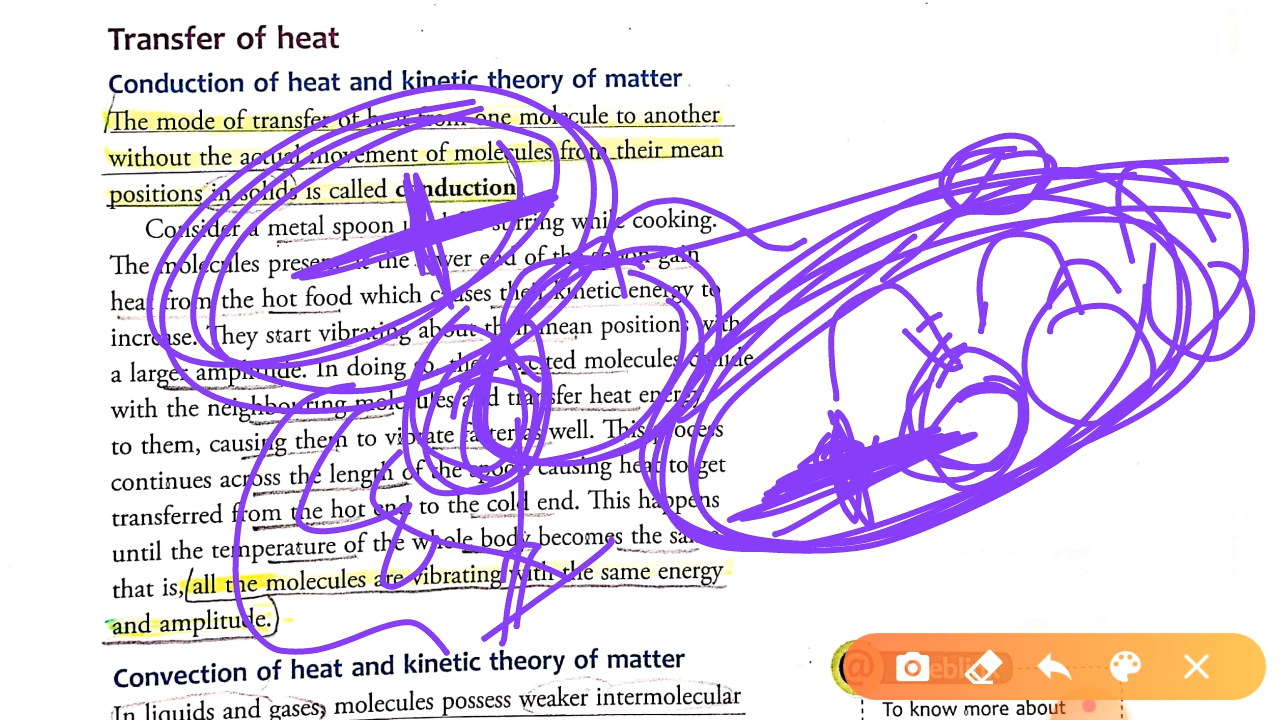 Transfer of heat
Conduction of heat and kinetic theory of matter
The mode of transfer of heat from one molecule to another
without the actual movement of molecules from their mean
positions in solids is called conduction
Consider a metal spoon stirring while cooking.
The molecules present at the lower end of the spoon gain
heat from the hot food which causes their kinetic energy to
increase. They start vibrating about their mean positions with
a larger amplitude. In doing so, these excited molecules collide
with the neighbouring molecules and transfer heat energy
to them, causing them to vibrate faster as well. This process
continues across the length of the spoon causing heat to get
transferred from the hot end to the cold end. This happens
until the temperature of the whole body becomes the same
that is, all the molecules are vibrating with the same energy
and amplitude.
Convection of heat and kinetic theory of matter
In liquids and gases, molecules possess weaker intermolecular
To know more about